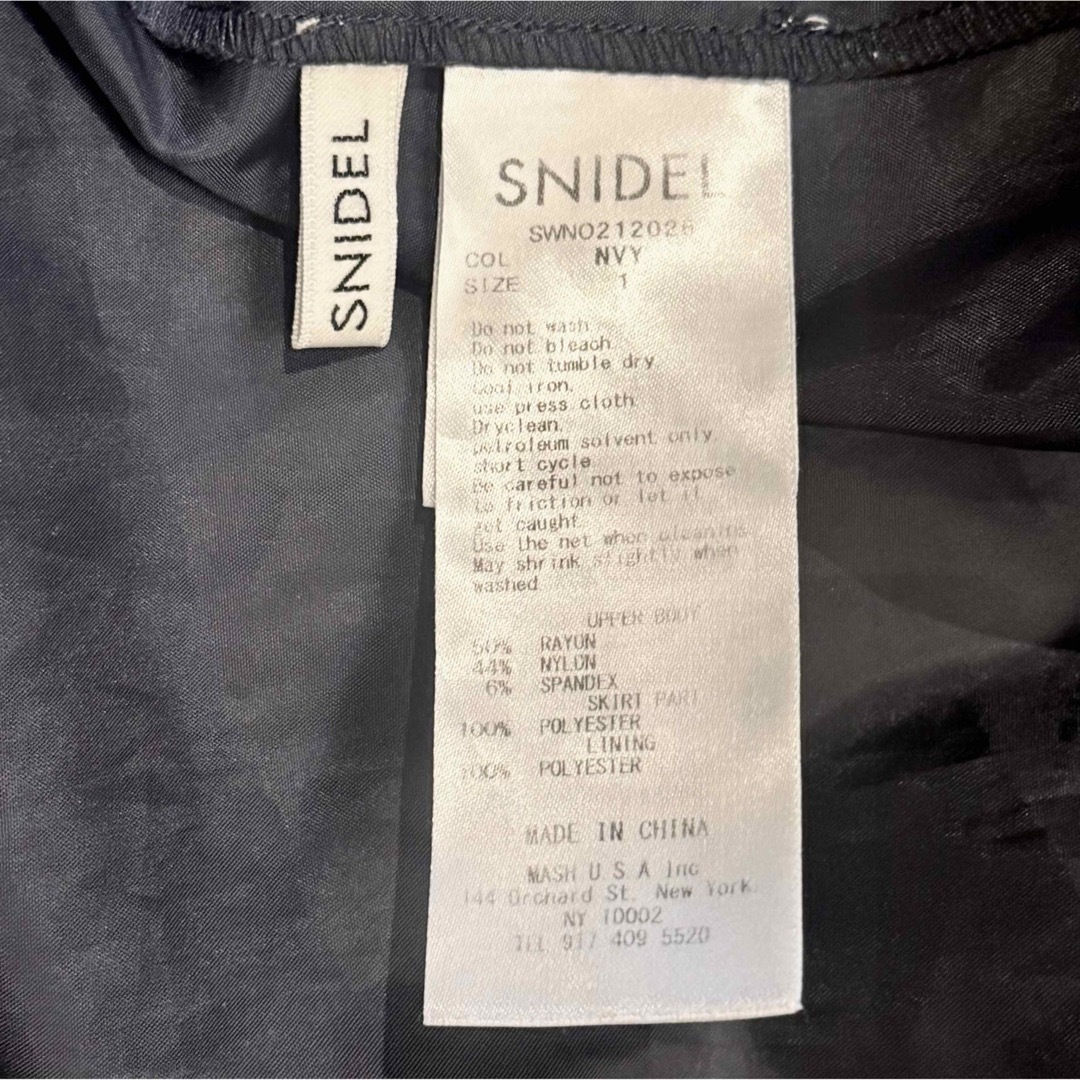 SNIDEL
SNIDEL
SWNO212026
COL NVY
SIZE 1
Do not wash.
Do not bleach.
Do not tumble dry.
Cool iron.
use press cloth.
Dryclean.
petroleum solvent only.
short cycle
Be careful not to expose
to friction or let it
get caught.
Use the net when cleaning
May shrink slightly when
washed
UPPER BODY
50% RAYON
44% NYLON
6% SPANDEX
SKIRT PART
100% POLYESTER
LINING
100% POLYESTER
MADE IN CHINA
MASH U.S.A Inc
144 Orchard St. New York.
NY 10002
TEL 917 409 5520